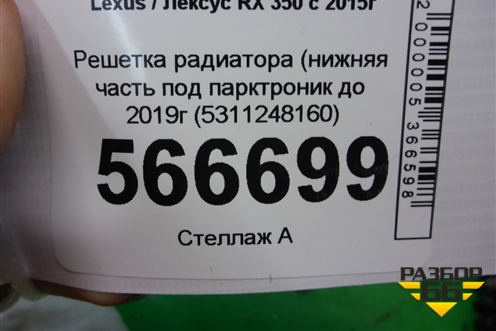 Lexus / Лексус RX 350 с 2015г
Решетка радиатора (нижняя
часть под парктроник до
2019г (5311248160)
566699
Стеллаж А
2000005366598
РАЗБОР
66